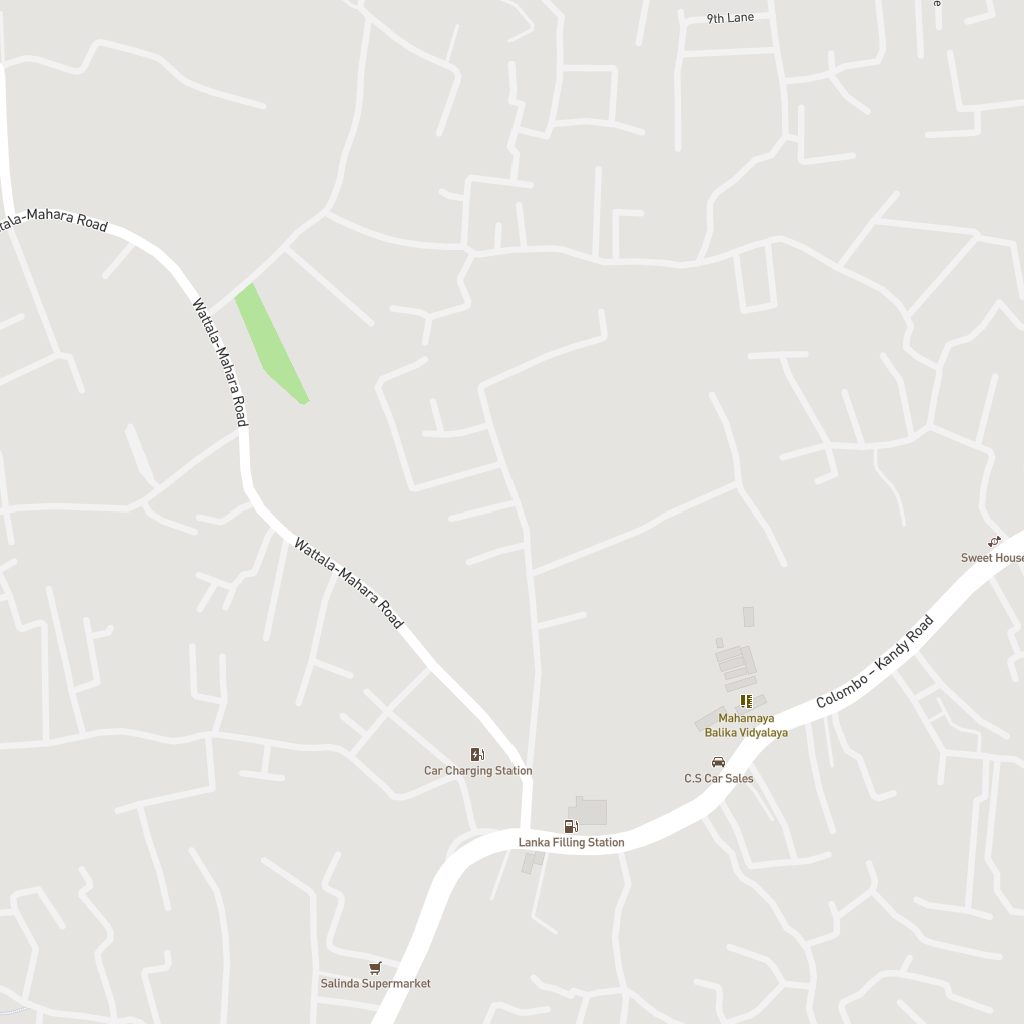 9th Lane
e
ttala-Mahara Road
Wattala-Mahara Road
Wattala-Mahara Road
Sweet House
Colombo – Kandy Road
Mahamaya
Balika Vidyalaya
Car Charging Station
C.S Car Sales
Lanka Filling Station
Salinda Supermarket